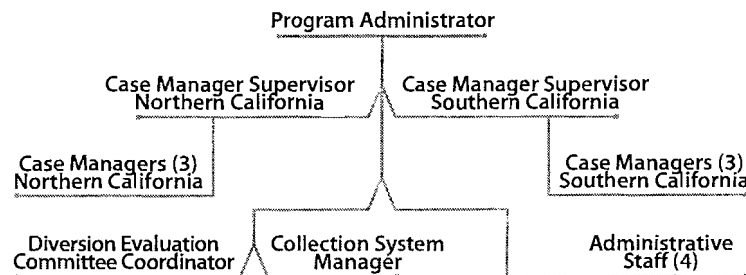 Program Administrator
Case Manager Supervisor
Northern California
Case Manager Supervisor
Southern California
Case Managers (3)
Northern California
Case Managers (3)
Southern California
Diversion Evaluation
Committee Coordinator
Collection System
Manager
Administrative
Staff (4)